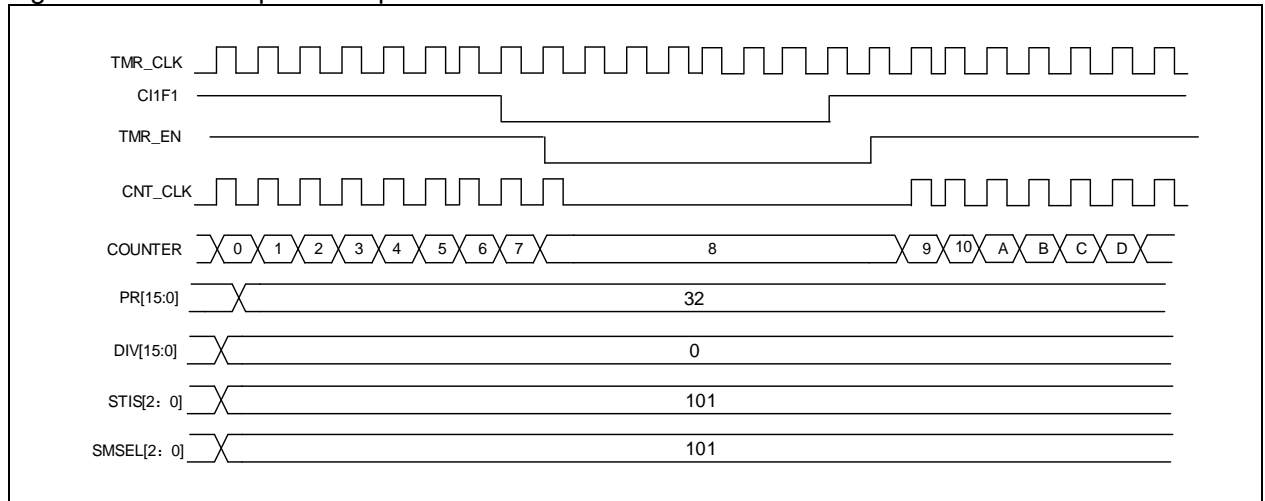 TMR_CLK
CI1F1
TMR_EN
CNT_CLK
COUNTER 0 1 2 3 4 5 6 7 8 9 10 A B C D
PR[15:0] 32
DIV[15:0] 0
STIS[2：0] 101
SMSEL[2：0] 101